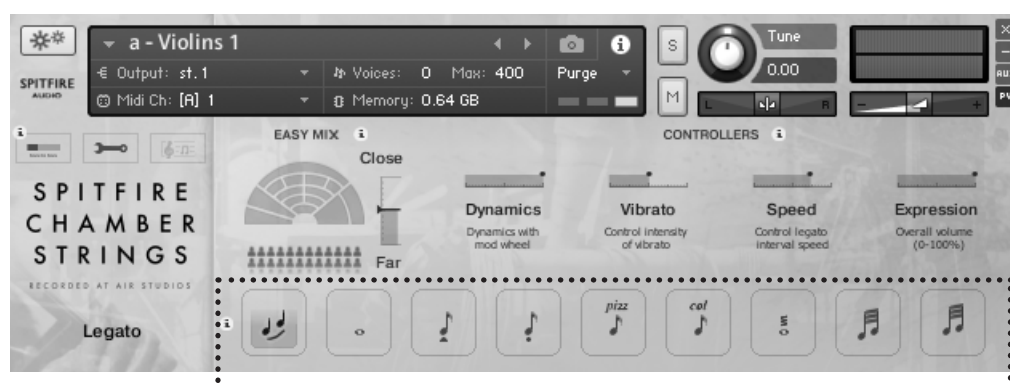 a - Violins 1
S
Tune
SPITFIRE
AUDIO
Output: st. 1
Voices: 0 Max: 400
Purge
0.00
AUX
Midi Ch: [A] 1
Memory: 0.64 GB
M
L
R
PV
EASY MIX
CONTROLLERS
Close
SPITFIRE
CHAMBER
STRINGS
RECORDED AT AIR STUDIOS
Dynamics
Vibrato
Speed
Expression
Dynamics with
mod wheel
Control intensity
of vibrato
Control legato
interval speed
Overall volume
(0-100%)
Far
pizz
col
Legato